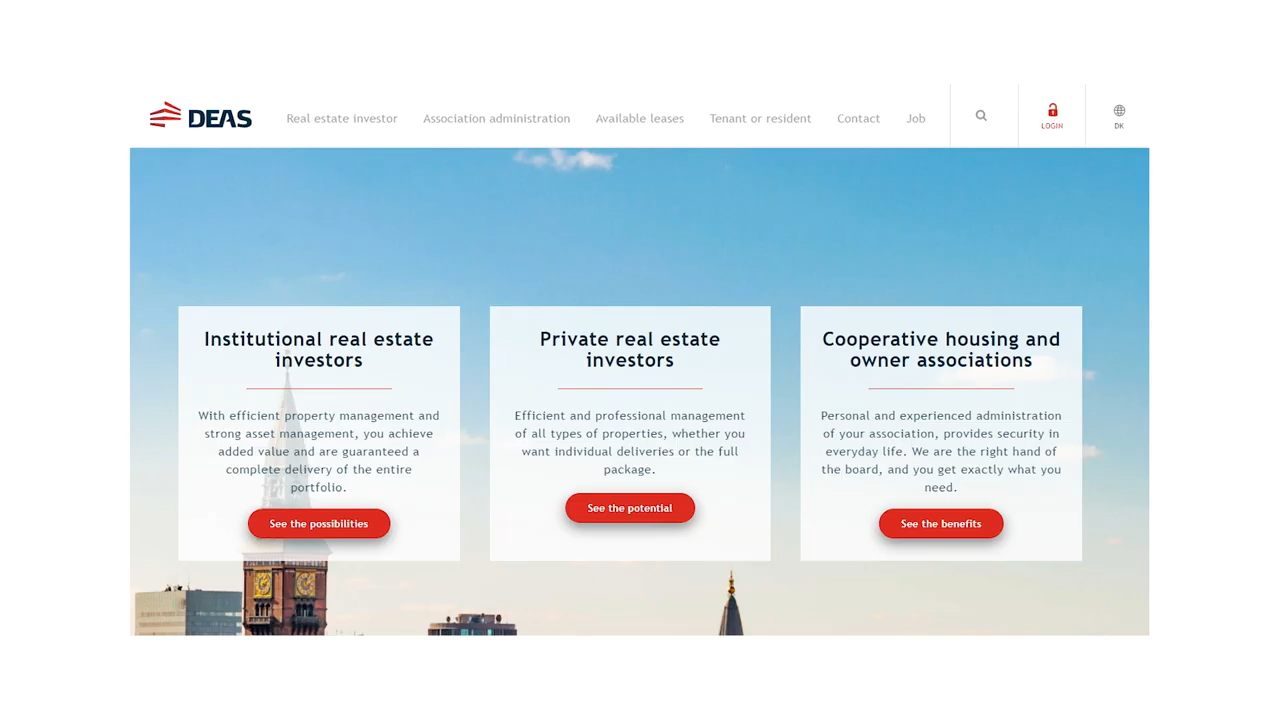 DEAS
Real estate investor
Association administration
Available leases
Tenant or resident
Contact
Job
LOGIN
DK
Institutional real estate
investors
With efficient property management and
strong asset management, you achieve
added value and are guaranteed a
complete delivery of the entire
portfolio.
See the possibilities
Private real estate
investors
Efficient and professional management
of all types of properties, whether you
want individual deliveries or the full
package.
See the potential
Cooperative housing and
owner associations
Personal and experienced administration
of your association, provides security in
everyday life. We are the right hand of
the board, and you get exactly what you
need.
See the benefits